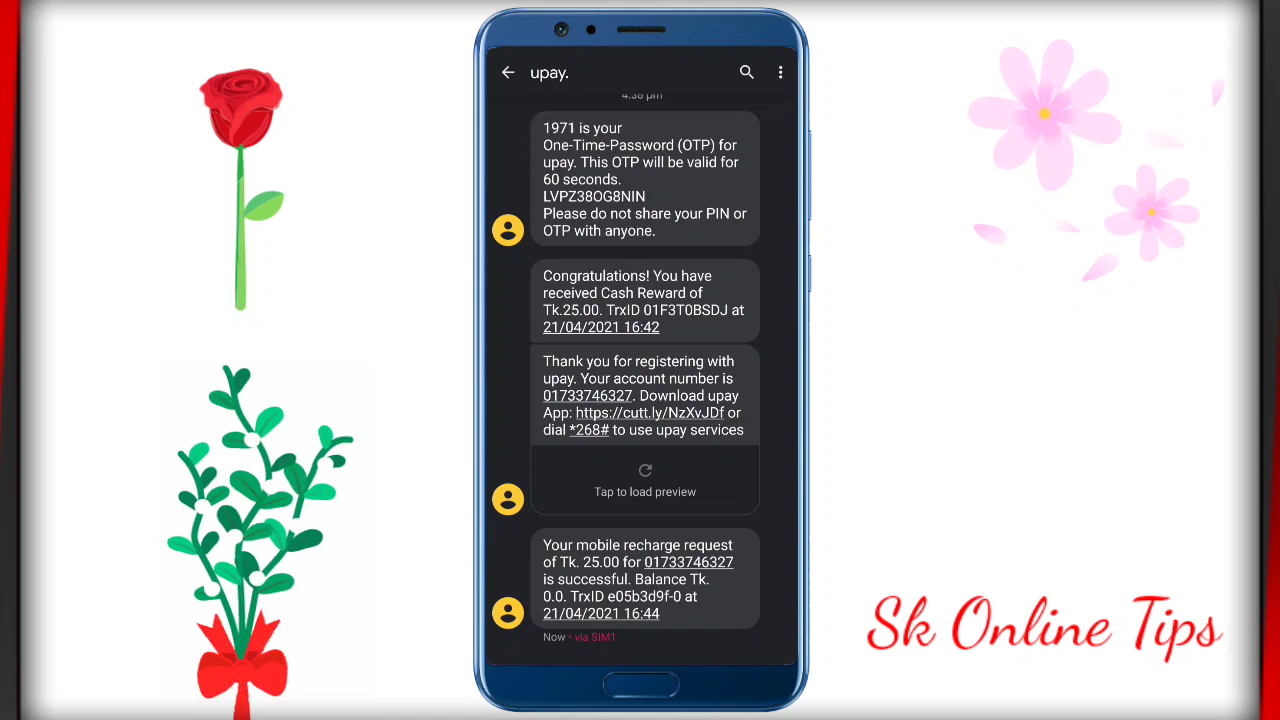 upay.
4:38 pm
1971 is your
One-Time-Password (OTP) for
upay. This OTP will be valid for
60 seconds.
LVPZ38OG8NIN
Please do not share your PIN or
OTP with anyone.
Congratulations! You have
received Cash Reward of
Tk.25.00. TrxID 01F3T0BSDJ at
21/04/2021 16:42
Thank you for registering with
upay. Your account number is
01733746327. Download upay
App: https://cutt.ly/NzXvJDf or
dial *268# to use upay services
Tap to load preview
Your mobile recharge request
of Tk. 25.00 for 01733746327
is successful. Balance Tk.
0.0. TrxID e05b3d9f-0 at
21/04/2021 16:44
Now • via SIM1
Sk Online Tips